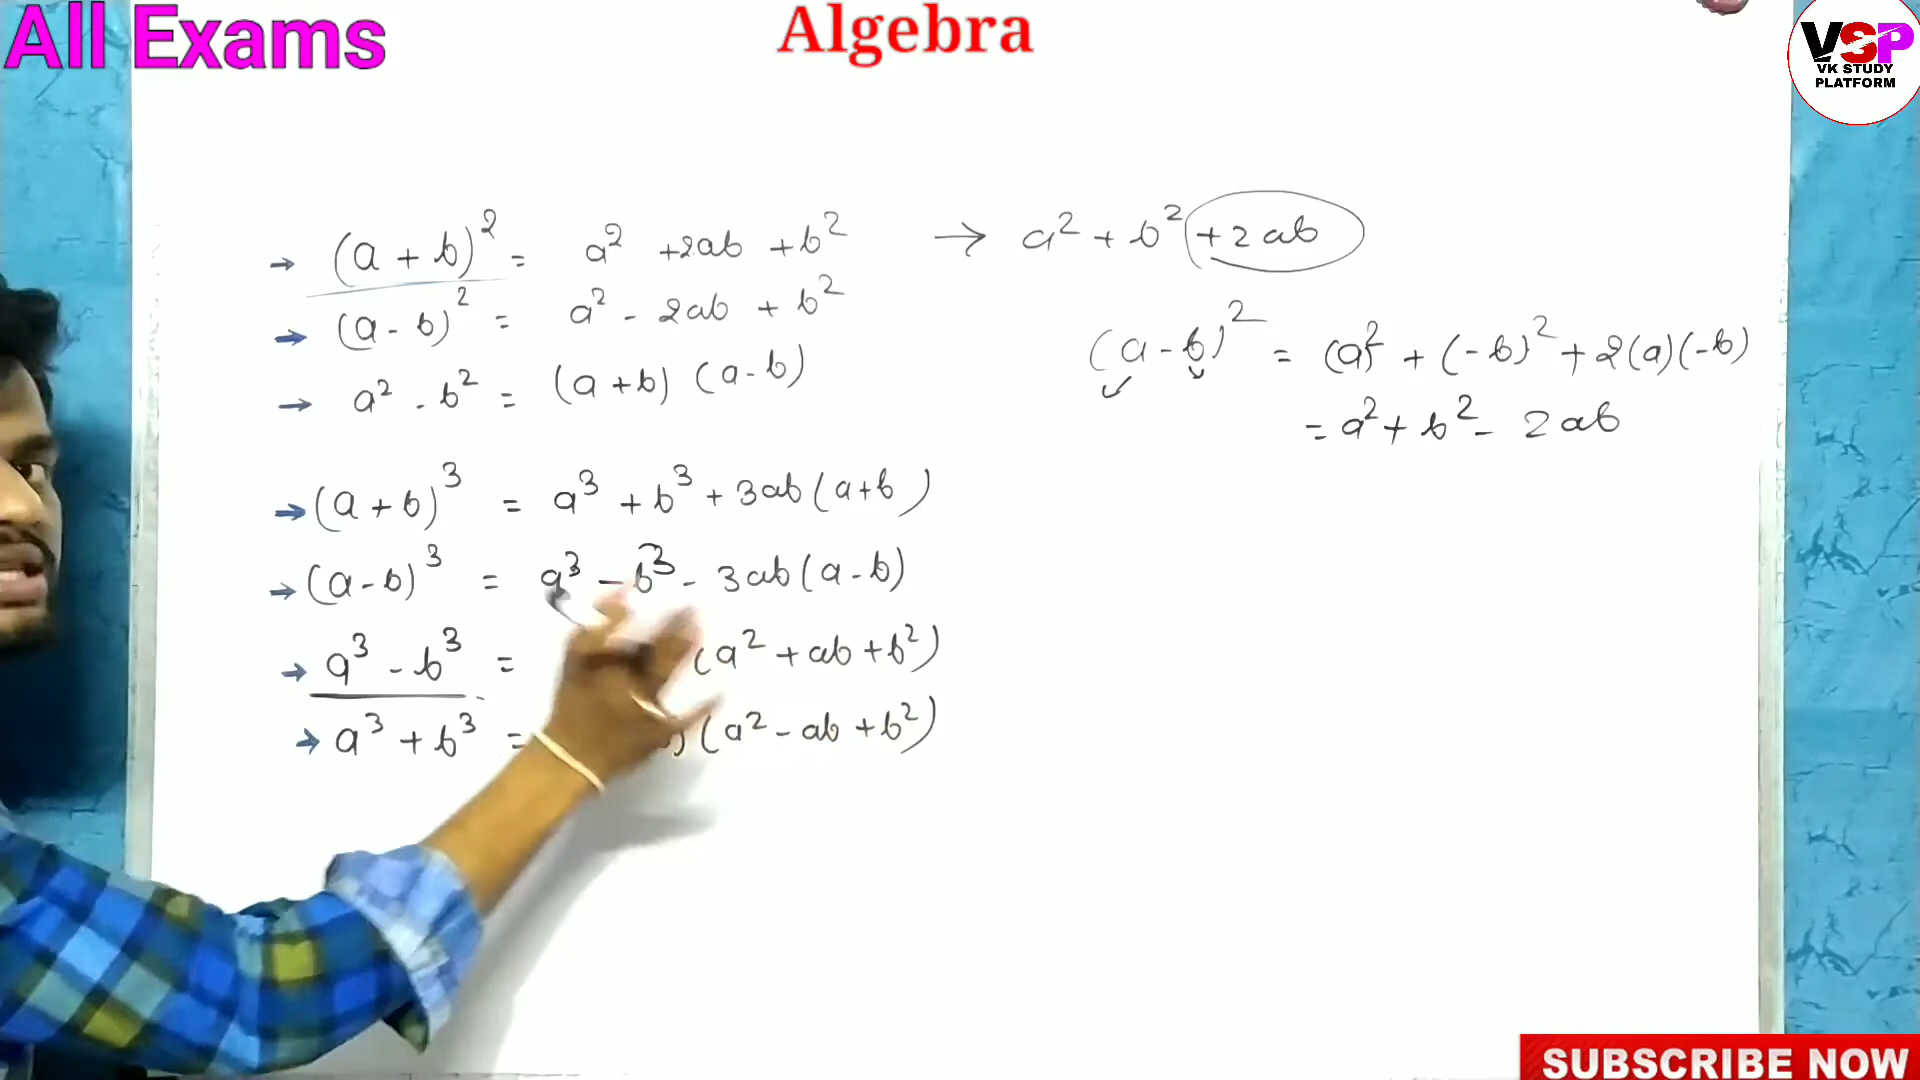 All Exams
Algebra
VSP
VK STUDY
PLATFORM
→ (a + b)² = a² +2ab +b² → a² + b² +2ab
→ (a - b)² = a² - 2ab + b²
(a - b)² = (a)² + (-b)² + 2(a)(-b)
→ a² - b² = (a +b) (a-b)
= a² + b² - 2ab
→ (a + b)³ = a³ + b³ + 3ab(a+b)
→ (a-b)³ = a³ - b³ - 3ab(a-b)
→ a³ - b³ = (a² + ab +b²)
→ a³ + b³ = ) (a² - ab +b²)
SUBSCRIBE NOW